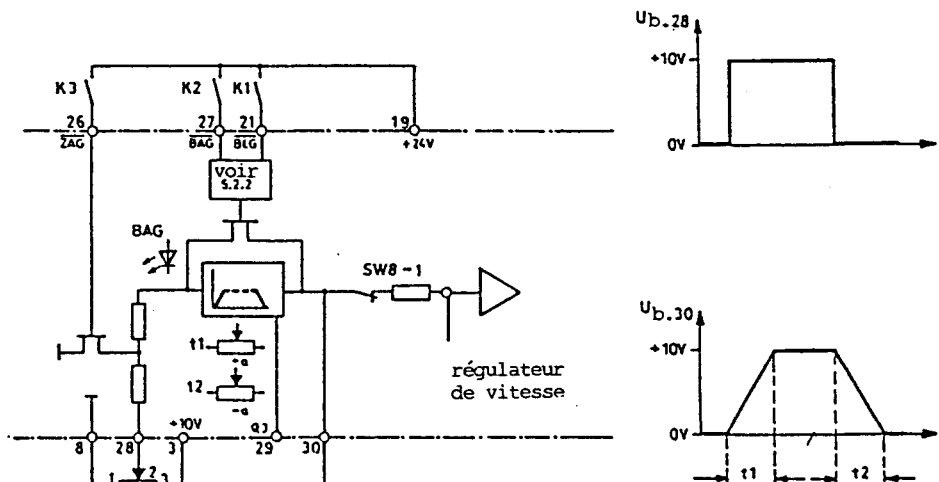 K3
K2
K1
26
27
21
19
ZAG
BAG
BLG
+24V
voir
5.2.2
BAG
SW8-1
t1
+a
t2
-a
régulateur
de vitesse
+10V
8
28
3
29
30
1
2
3
Ub.28
+10V
0V
Ub.30
+10V
0V
t1
t2